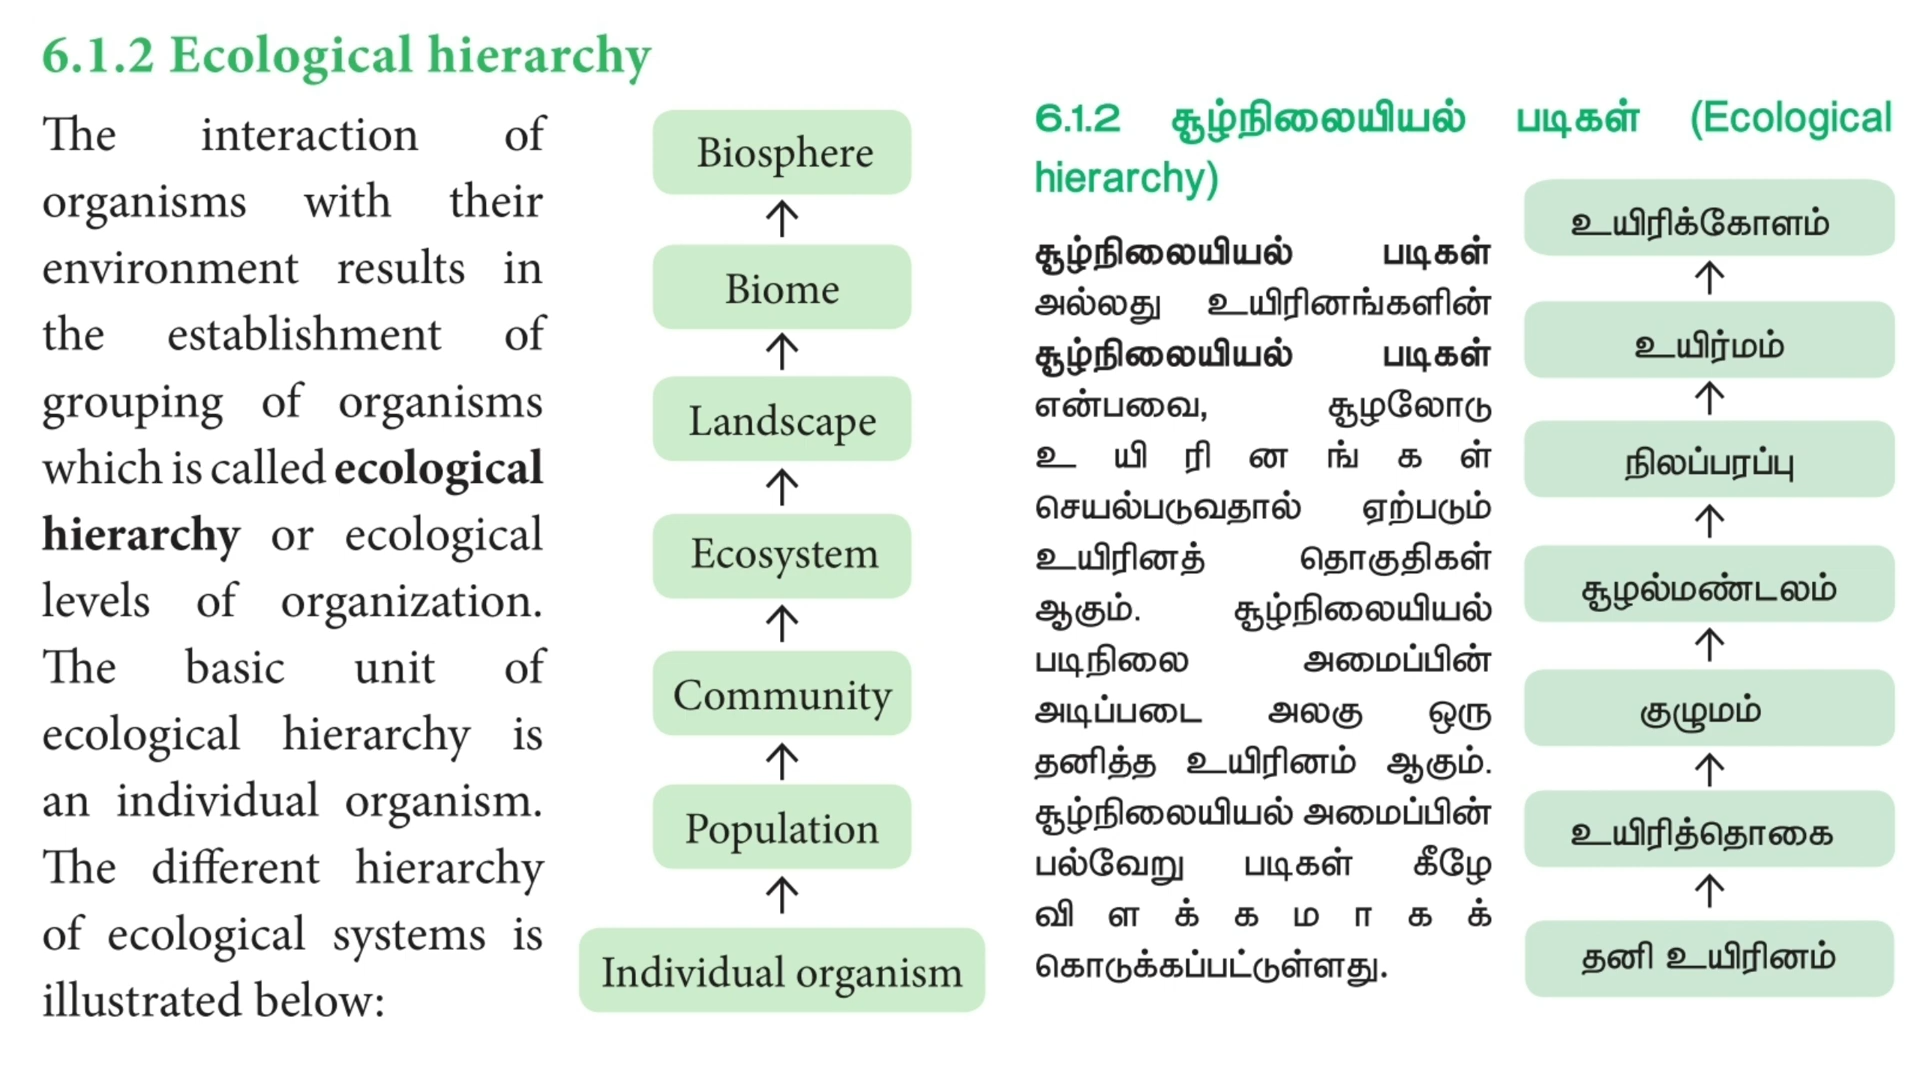 6.1.2 Ecological hierarchy
The interaction of
organisms with their
environment results in
the establishment of
grouping of organisms
which is called ecological
hierarchy or ecological
levels of organization.
The basic unit of
ecological hierarchy is
an individual organism.
The different hierarchy
of ecological systems is
illustrated below:
Biosphere
Biome
Landscape
Ecosystem
Community
Population
Individual organism
6.1.2 சூழ்நிலையியல் படிகள் (Ecological
hierarchy)
சூழ்நிலையியல் படிகள்
அல்லது உயிரினங்களின்
சூழ்நிலையியல் படிகள்
என்பவை, சூழலோடு
உ யி ரி ன ங் க ள்
செயல்படுவதால் ஏற்படும்
உயிரினத் தொகுதிகள்
ஆகும். சூழ்நிலையியல்
படிநிலை அமைப்பின்
அடிப்படை அலகு ஒரு
தனித்த உயிரினம் ஆகும்.
சூழ்நிலையியல் அமைப்பின்
பல்வேறு படிகள் கீழே
வி ள க் க ம ா க க்
கொடுக்கப்பட்டுள்ளது.
உயிரிக்கோளம்
உயிர்மம்
நிலப்பரப்பு
சூழல்மண்டலம்
குழுமம்
உயிரித்தொகை
தனி உயிரினம்